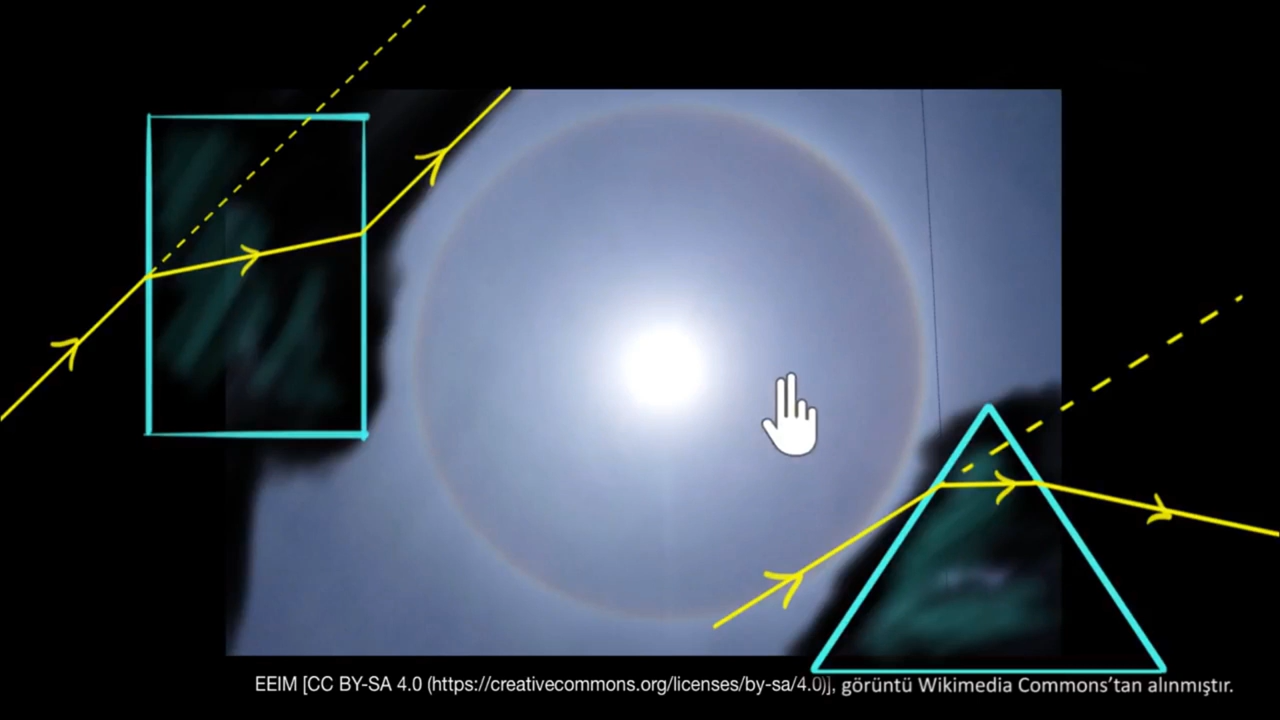 EEIM [CC BY-SA 4.0 (https://creativecommons.org/licenses/by-sa/4.0)], görüntü Wikimedia Commons’tan alınmıştır.